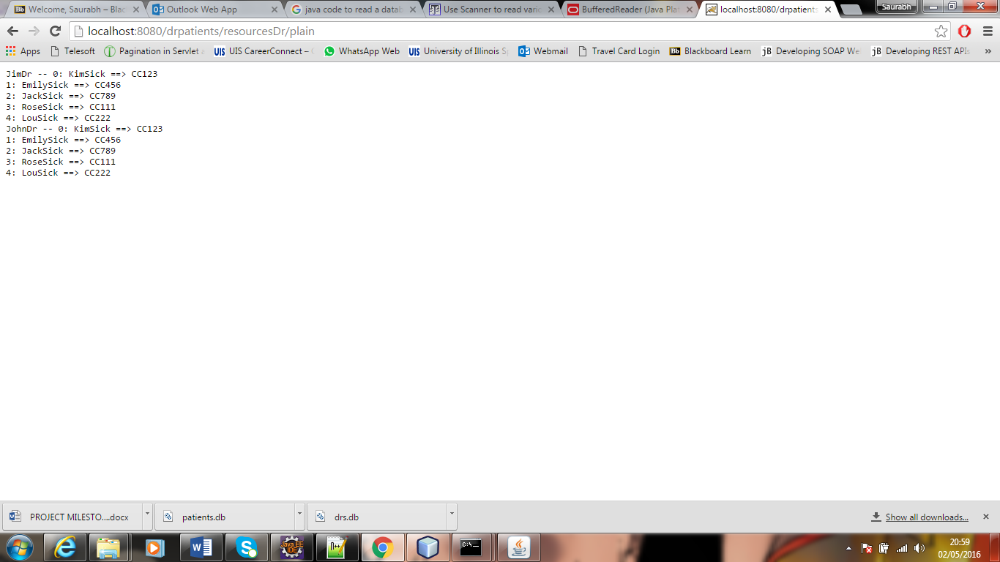 Welcome, Saurabh – Blac
Outlook Web App
java code to read a datab
Use Scanner to read vario
BufferedReader (Java Plat
localhost:8080/drpatients
Saurabh
localhost:8080/drpatients/resourcesDr/plain
Apps
Telesoft
Pagination in Servlet a
UIS CareerConnect – C
WhatsApp Web
University of Illinois Sp
Webmail
Travel Card Login
Blackboard Learn
Developing SOAP We
Developing REST APIs
JimDr -- 0: KimSick ==> CC123
1: EmilySick ==> CC456
2: JackSick ==> CC789
3: RoseSick ==> CC111
4: LouSick ==> CC222
JohnDr -- 0: KimSick ==> CC123
1: EmilySick ==> CC456
2: JackSick ==> CC789
3: RoseSick ==> CC111
4: LouSick ==> CC222
PROJECT MILESTO....docx
patients.db
drs.db
Show all downloads...
Java EE
IDE
20:59
02/05/2016